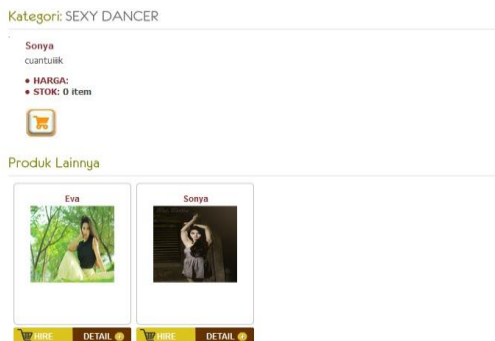 Kategori: SEXY DANCER
Sonya
cuantuiiik
• HARGA:
• STOK: 0 item
Produk Lainnya
Eva
Sonya
HIRE DETAIL
HIRE DETAIL